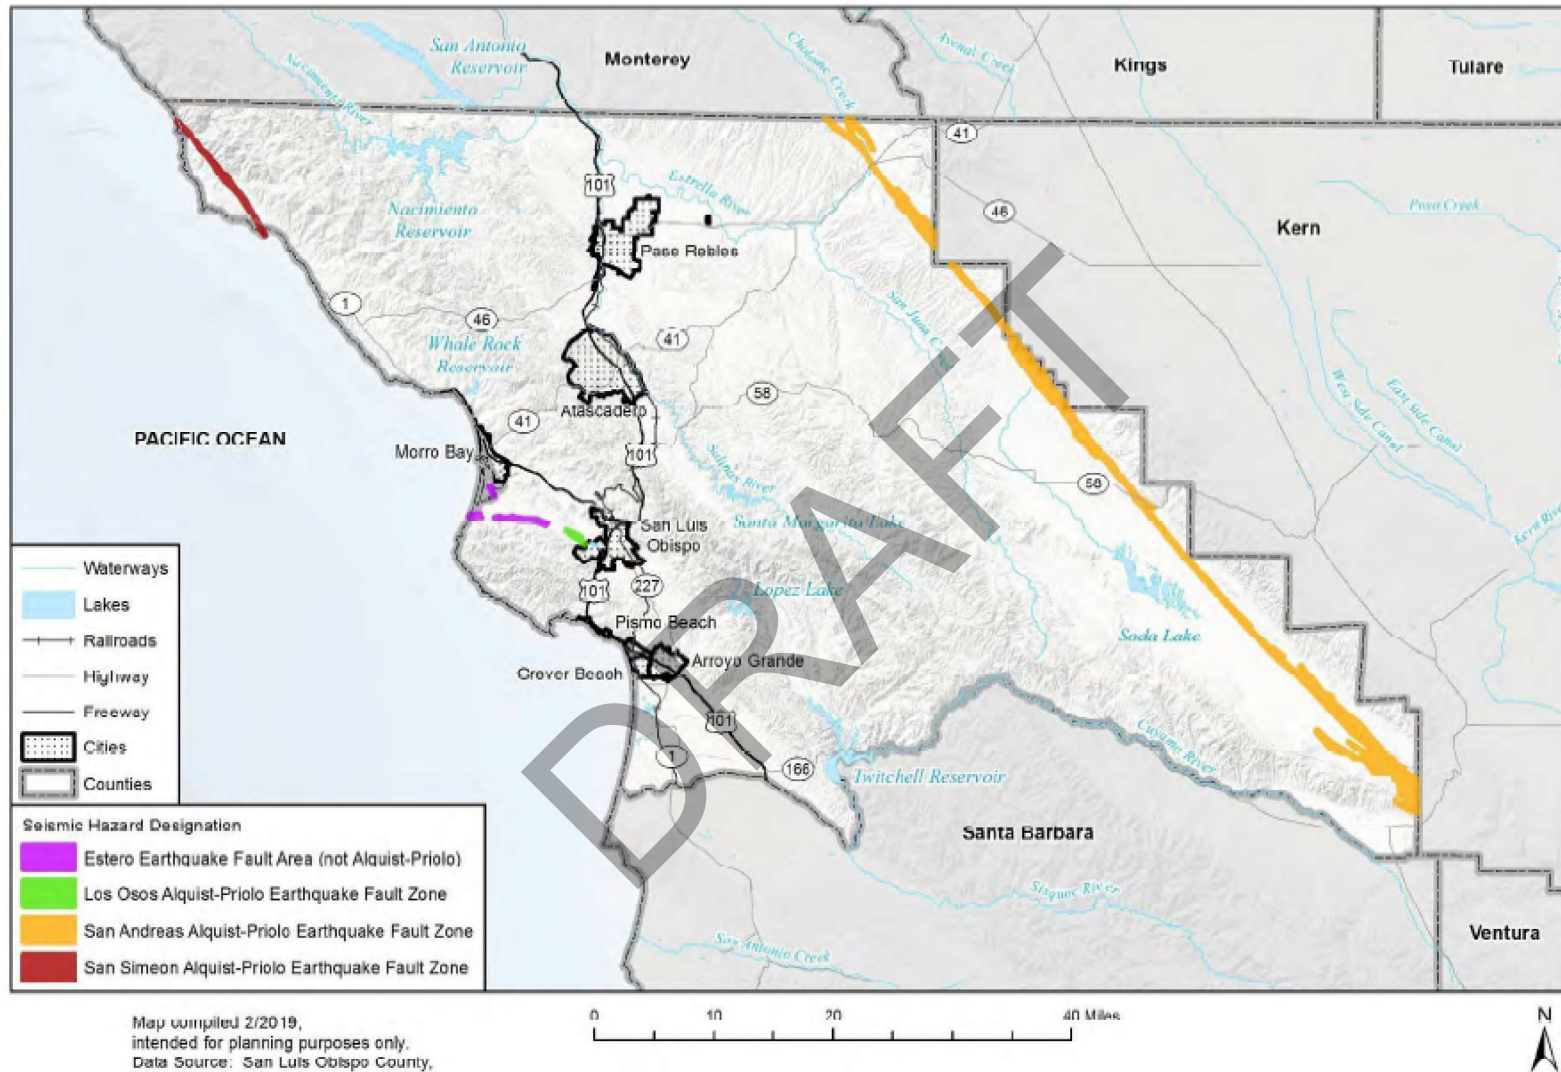 San Antonio
Reservoir
Monterey
Cholame Creek
Avenal Creek
Kings
Tulare
Nacimiento River
41
101
Estrella River
Nacimiento
Reservoir
Paso Robles
46
Poso Creek
Kern
1
46
Whale Rock
Reservoir
41
San Juan Creek
58
Atascadero
West Side Canal
East Side Canal
PACIFIC OCEAN
41
Morro Bay
101
Salinas River
58
Santa Margarita Lake
San Luis
Obispo
Kern River
101
227
Lopez Lake
Pismo Beach
Soda Lake
Grover Beach
Arroyo Grande
101
1
166
Twitchell Reservoir
Cuyama River
Santa Barbara
Sisquoc River
San Antonio Creek
Ventura
DRAFT
Waterways
Lakes
Railroads
Highway
Freeway
Cities
Counties
Seismic Hazard Designation
Estero Earthquake Fault Area (not Alquist-Priolo)
Los Osos Alquist-Priolo Earthquake Fault Zone
San Andreas Alquist-Priolo Earthquake Fault Zone
San Simeon Alquist-Priolo Earthquake Fault Zone
Map compiled 2/2019,
intended for planning purposes only.
Data Source: San Luis Obispo County,
0 10 20 40 Miles
N